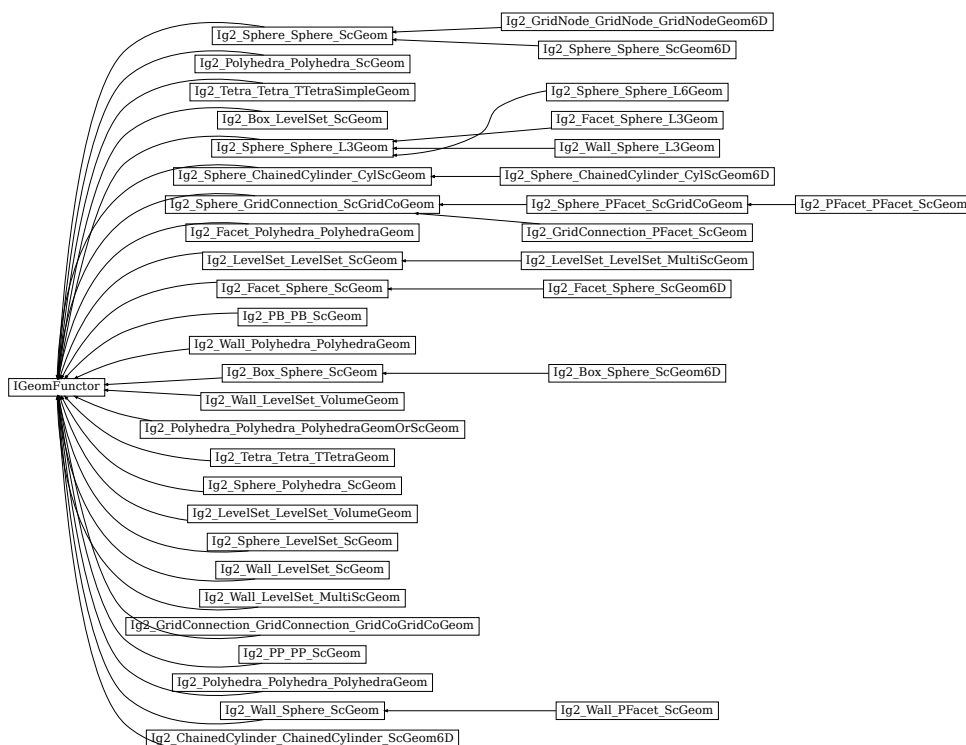 Ig2_GridNode_GridNode_GridNodeGeom6D
Ig2_Sphere_Sphere_ScGeom
Ig2_Sphere_Sphere_ScGeom6D
Ig2_Polyhedra_Polyhedra_ScGeom
Ig2_Tetra_Tetra_TTetraSimpleGeom
Ig2_Sphere_Sphere_L6Geom
Ig2_Box_LevelSet_ScGeom
Ig2_Facet_Sphere_L3Geom
Ig2_Sphere_Sphere_L3Geom
Ig2_Wall_Sphere_L3Geom
Ig2_Sphere_ChainedCylinder_CylScGeom
Ig2_Sphere_ChainedCylinder_CylScGeom6D
Ig2_Sphere_GridConnection_ScGridCoGeom
Ig2_Sphere_PFacet_ScGridCoGeom
Ig2_PFacet_PFacet_ScGeom
Ig2_Facet_Polyhedra_PolyhedraGeom
Ig2_GridConnection_PFacet_ScGeom
Ig2_LevelSet_LevelSet_ScGeom
Ig2_LevelSet_LevelSet_MultiScGeom
Ig2_Facet_Sphere_ScGeom
Ig2_Facet_Sphere_ScGeom6D
Ig2_PB_PB_ScGeom
Ig2_Wall_Polyhedra_PolyhedraGeom
Ig2_Box_Sphere_ScGeom
Ig2_Box_Sphere_ScGeom6D
IGeomFunctor
Ig2_Wall_LevelSet_VolumeGeom
Ig2_Polyhedra_Polyhedra_PolyhedraGeomOrScGeom
Ig2_Tetra_Tetra_TTetraGeom
Ig2_Sphere_Polyhedra_ScGeom
Ig2_LevelSet_LevelSet_VolumeGeom
Ig2_Sphere_LevelSet_ScGeom
Ig2_Wall_LevelSet_ScGeom
Ig2_Wall_LevelSet_MultiScGeom
Ig2_GridConnection_GridConnection_GridCoGridCoGeom
Ig2_PP_PP_ScGeom
Ig2_Polyhedra_Polyhedra_PolyhedraGeom
Ig2_Wall_Sphere_ScGeom
Ig2_Wall_PFacet_ScGeom
Ig2_ChainedCylinder_ChainedCylinder_ScGeom6D